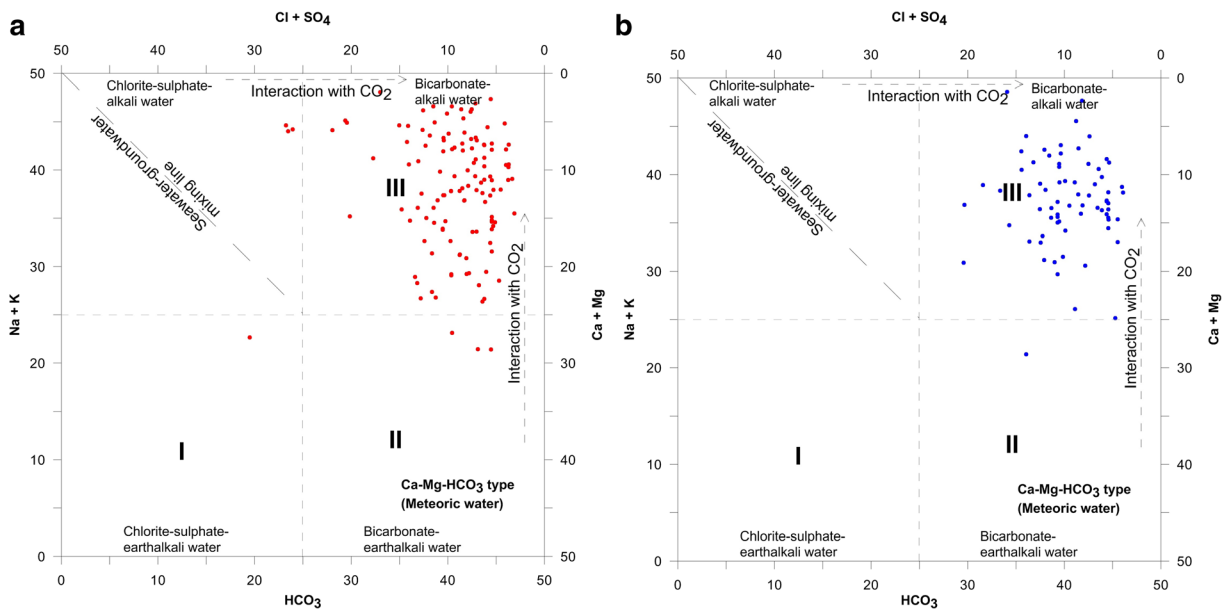 a
Cl + SO4
50 40 30 20 10 0
50 0
Chlorite-sulphate-
alkali water
Interaction with CO2
Bicarbonate-
alkali water
Seawater-groundwater
mixing line
40 10
III
30 20
Na + K
Ca + Mg
Interaction with CO2
20 30
I
II
10 40
Ca-Mg-HCO3 type
(Meteoric water)
Chlorite-sulphate-
earthalkali water
Bicarbonate-
earthalkali water
0 50
0 10 20 30 40 50
HCO3
b
Cl + SO4
50 40 30 20 10 0
50 0
Chlorite-sulphate-
alkali water
Interaction with CO2
Bicarbonate-
alkali water
Seawater-groundwater
mixing line
40 10
III
30 20
Na + K
Ca + Mg
Interaction with CO2
20 30
I
II
10 40
Ca-Mg-HCO3 type
(Meteoric water)
Chlorite-sulphate-
earthalkali water
Bicarbonate-
earthalkali water
0 50
0 10 20 30 40 50
HCO3